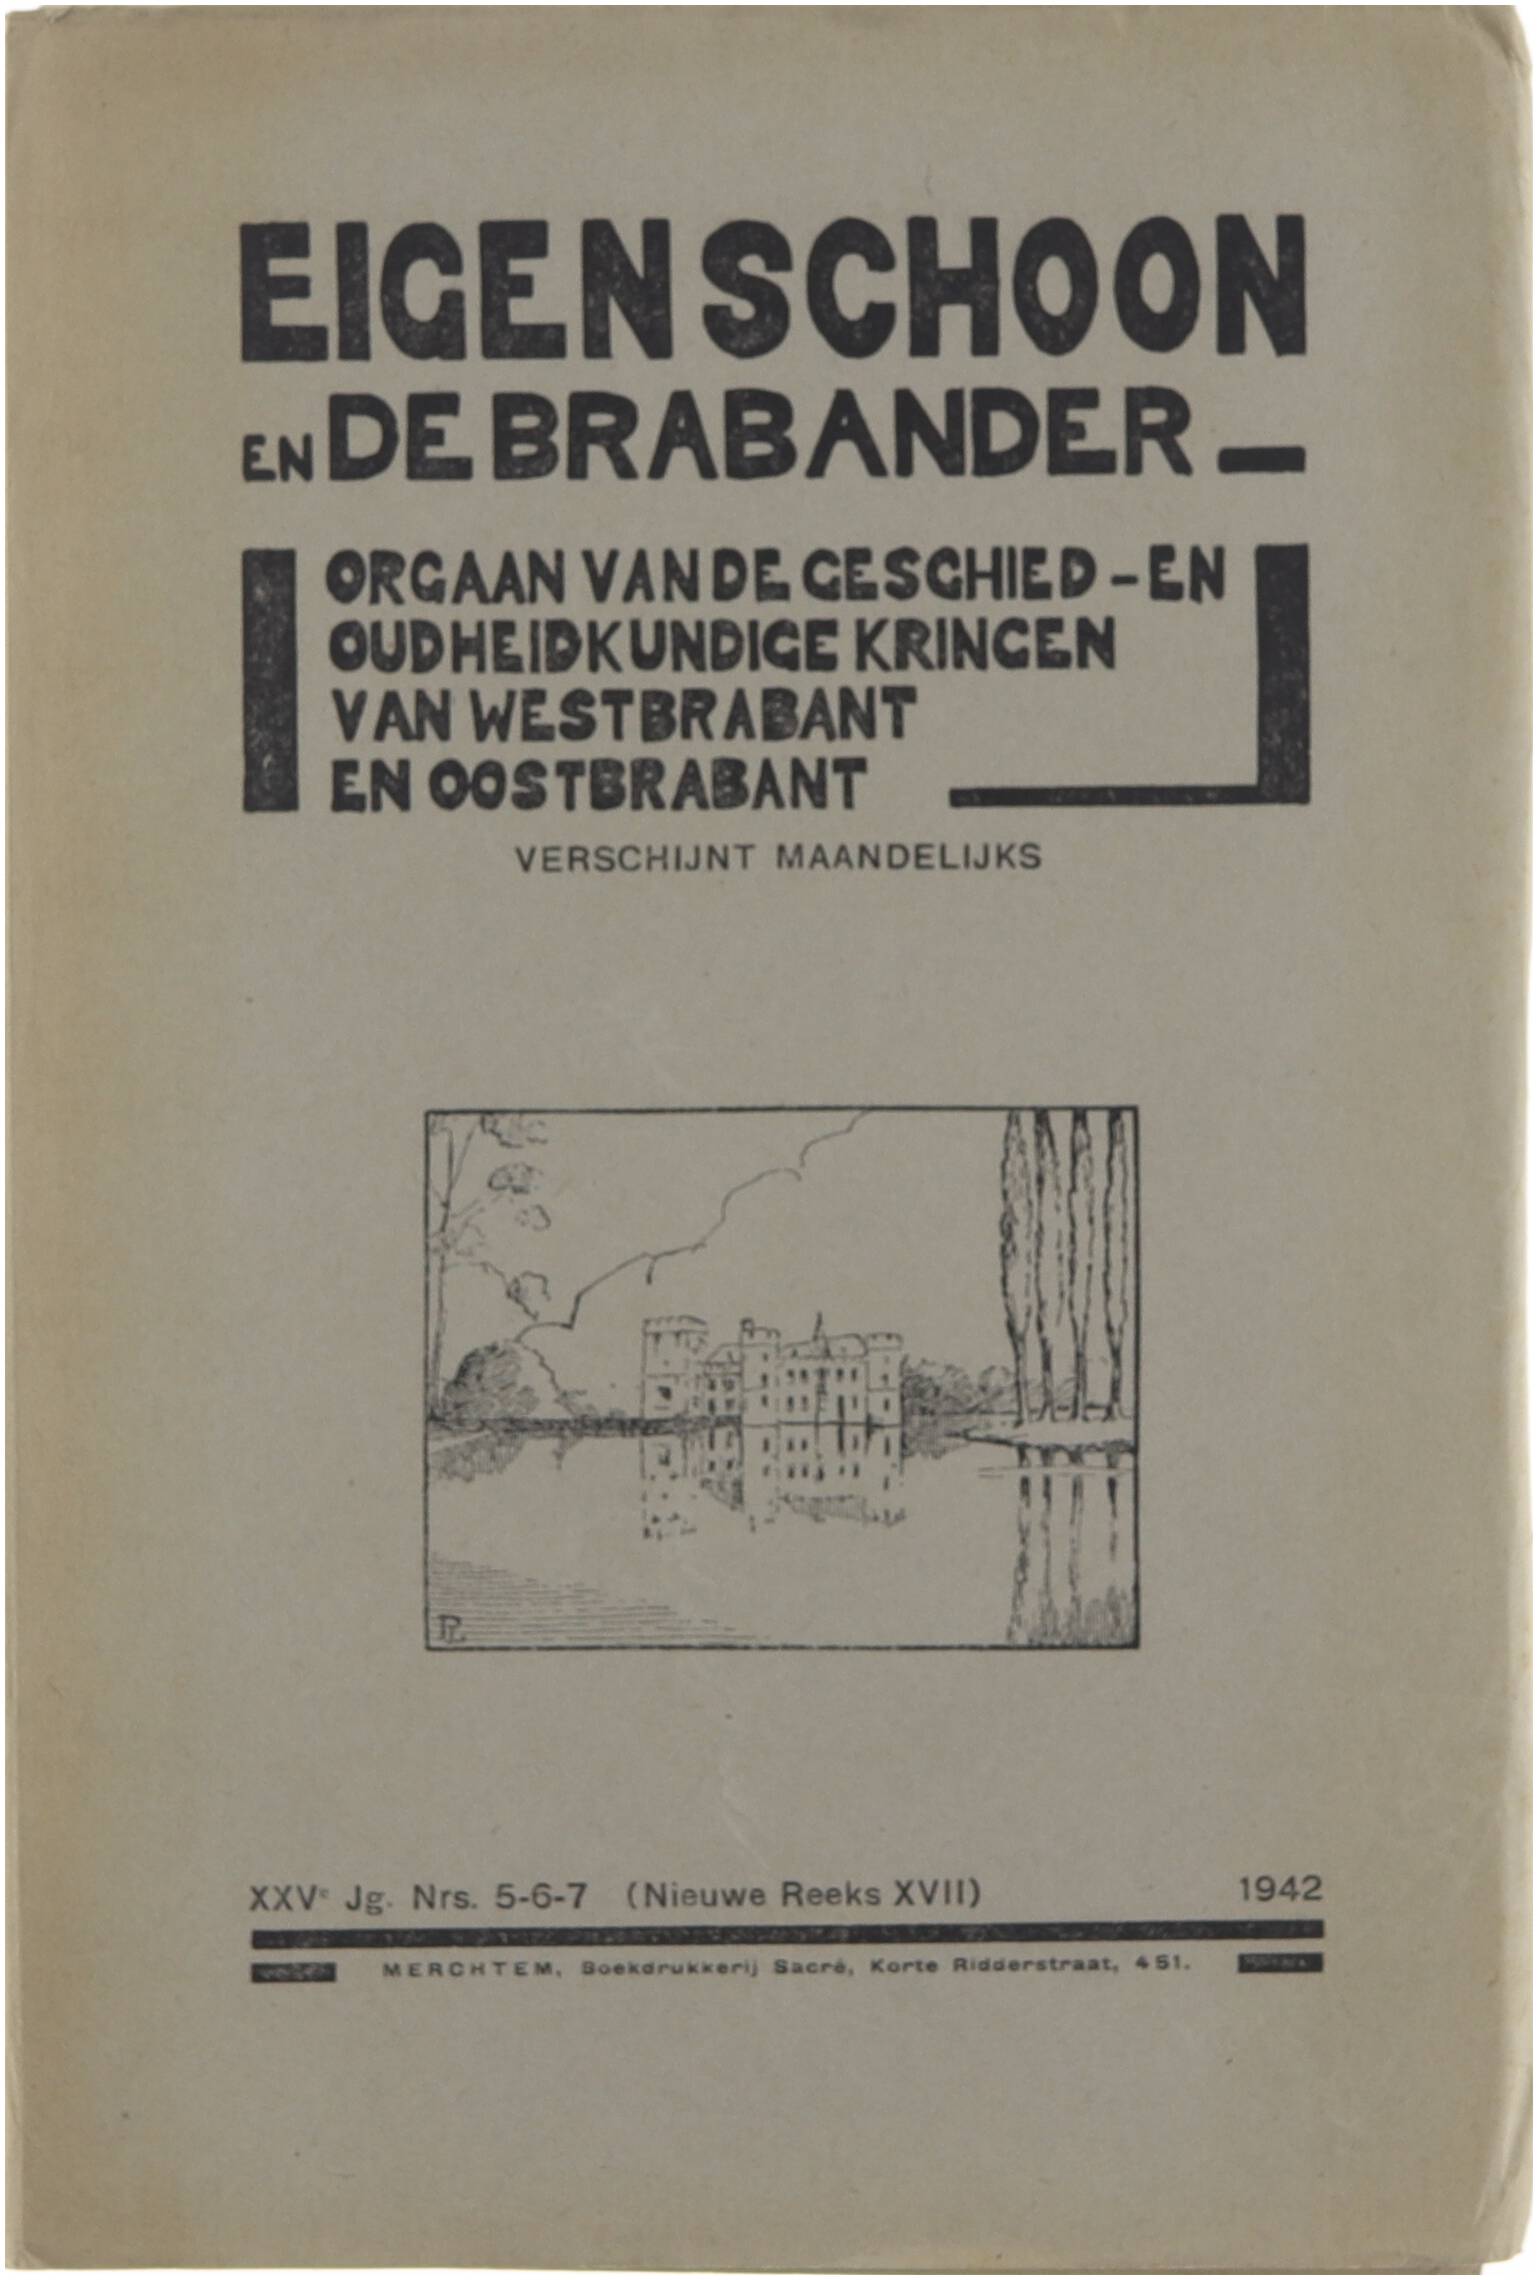 EIGEN SCHOON
EN DE BRABANDER
ORGAAN VAN DE GESCHIED-EN
OUDHEIDKUNDIGE KRINGEN
VAN WESTBRABANT
EN OOSTBRABANT
VERSCHIJNT MAANDELIJKS
PL
XXVe Jg. Nrs. 5-6-7 (Nieuwe Reeks XVII) 1942
MERCHTEM, Boekdrukkerij Sacré, Korte Ridderstraat, 451.